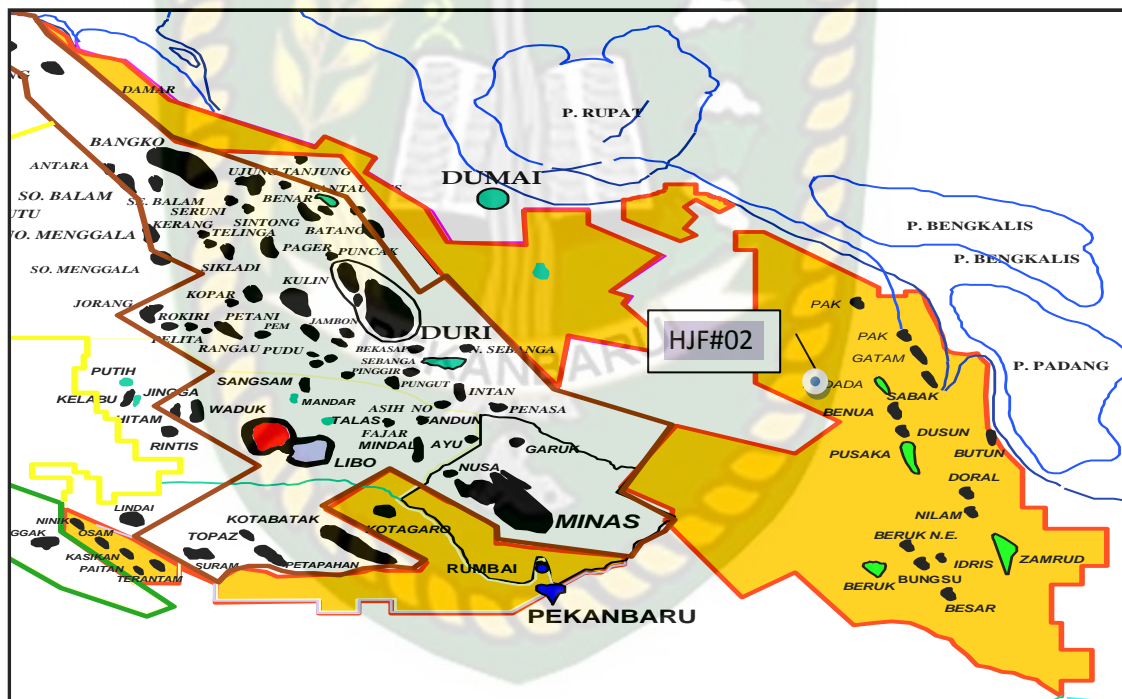 DAMAR
P. RUPAT
BANGKO
ANTARA
UJUNG TANJUNG
DUMAI
SO. BALAM
SE. BALAM
BENAR
SERUNI
SINTONG
BATANG
KERANG
TELINGA
NO. MENGGALA
PAGER
PUNCAK
P. BENGKALIS
P. BENGKALIS
SO. MENGGALA
SIKLADI
KULIN
KOPAR
JORANG
ROKIRI
PETANI
PEM
JAMBON
DURI
PELITA
RANGAU
PUDU
BEKASAP
N. SEBANGA
SEBANGA
HJF#02
PAK
PAK
GATAM
P. PADANG
PUTIH
PINGGIR
PUNGUT
SANGSAM
INTAN
KELABU
JINGGA
MANDAR
SABAK
HITAM
WADUK
ASIH NO
PENASA
BENUA
TALAS
RINTIS
FAJAR
MINDAL
AYU
GARUK
DUSUN
BUTUN
LIBO
NUSA
PUSAKA
DORAL
LINDAI
MINAS
NILAM
NINIK
OSAM
KOTABATAK
KOTAGARO
TOPAZ
BERUK N.E.
KASIKAN
PAITAN
SURAM
PETAPAHAN
RUMBAI
IDRIS
ZAMRUD
TERANTAM
BERUK
BUNGSU
PEKANBARU
BESAR